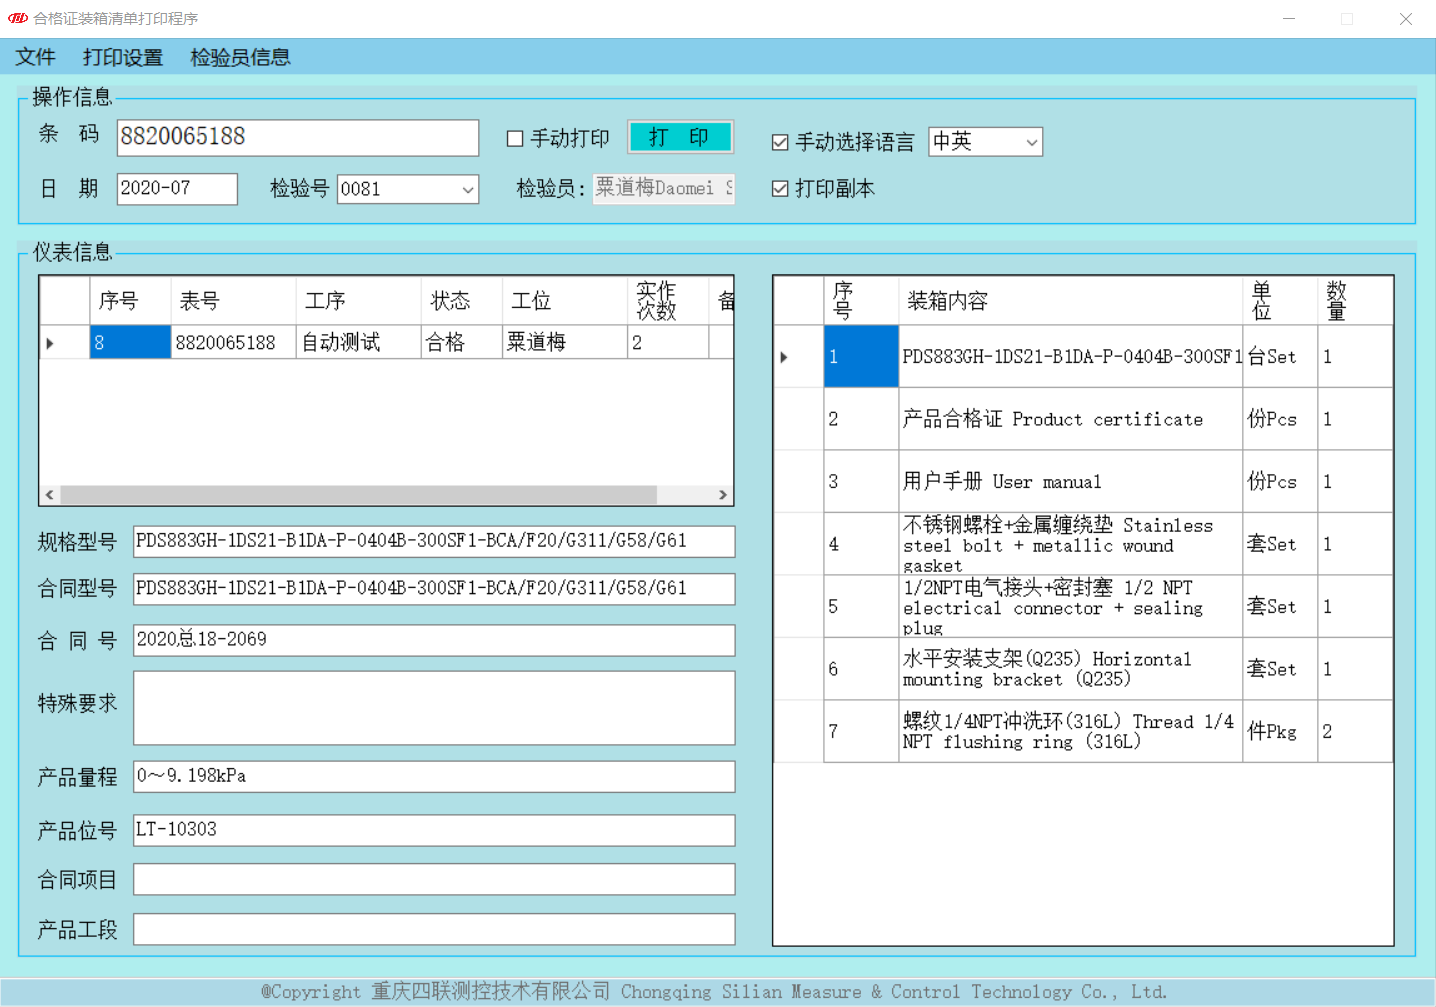 合格证装箱清单打印程序
文件 打印设置 检验员信息
操作信息
条 码 8820065188 手动打印 打 印 手动选择语言 中英
日 期 2020-07 检验号 0081 检验员: 粟道梅Daomei 打印副本
仪表信息
序号 表号 工序 状态 工位 实作次数 备
8 8820065188 自动测试 合格 粟道梅 2
规格型号 PDS883GH-1DS21-B1DA-P-0404B-300SF1-BCA/F20/G311/G58/G61
合同型号 PDS883GH-1DS21-B1DA-P-0404B-300SF1-BCA/F20/G311/G58/G61
合 同 号 2020总18-2069
特殊要求
产品量程 0～9.198kPa
产品位号 LT-10303
合同项目
产品工段
序号 装箱内容 单位 数量
1 PDS883GH-1DS21-B1DA-P-0404B-300SF1 台Set 1
2 产品合格证 Product certificate 份Pcs 1
3 用户手册 User manual 份Pcs 1
4 不锈钢螺栓+金属缠绕垫 Stainless
steel bolt + metallic wound 套Set 1
gasket
5 1/2NPT电气接头+密封塞 1/2 NPT
electrical connector + sealing 套Set 1
plug
6 水平安装支架(Q235) Horizontal
mounting bracket (Q235) 套Set 1
7 螺纹1/4NPT冲洗环(316L) Thread 1/4
NPT flushing ring (316L) 件Pkg 2
@Copyright 重庆四联测控技术有限公司 Chongqing Silian Measure & Control Technology Co., Ltd.